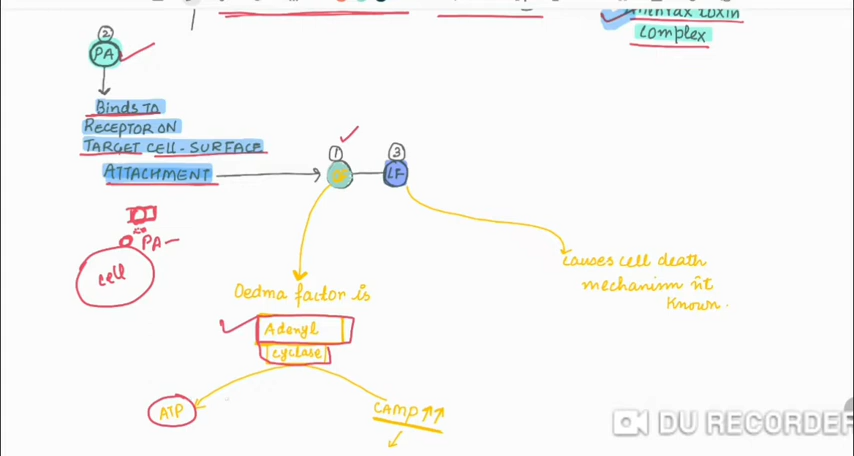 Anthrax toxin
complex
②
PA
Binds to
RECEPTOR ON
TARGET CELL-SURFACE
ATTACHMENT
①
③
LF
PA
cell
Oedma factor is
Adenyl
cyclase
ATP
CAMP↑↑
causes cell death
mechanism n't
known.
DU RECORDER